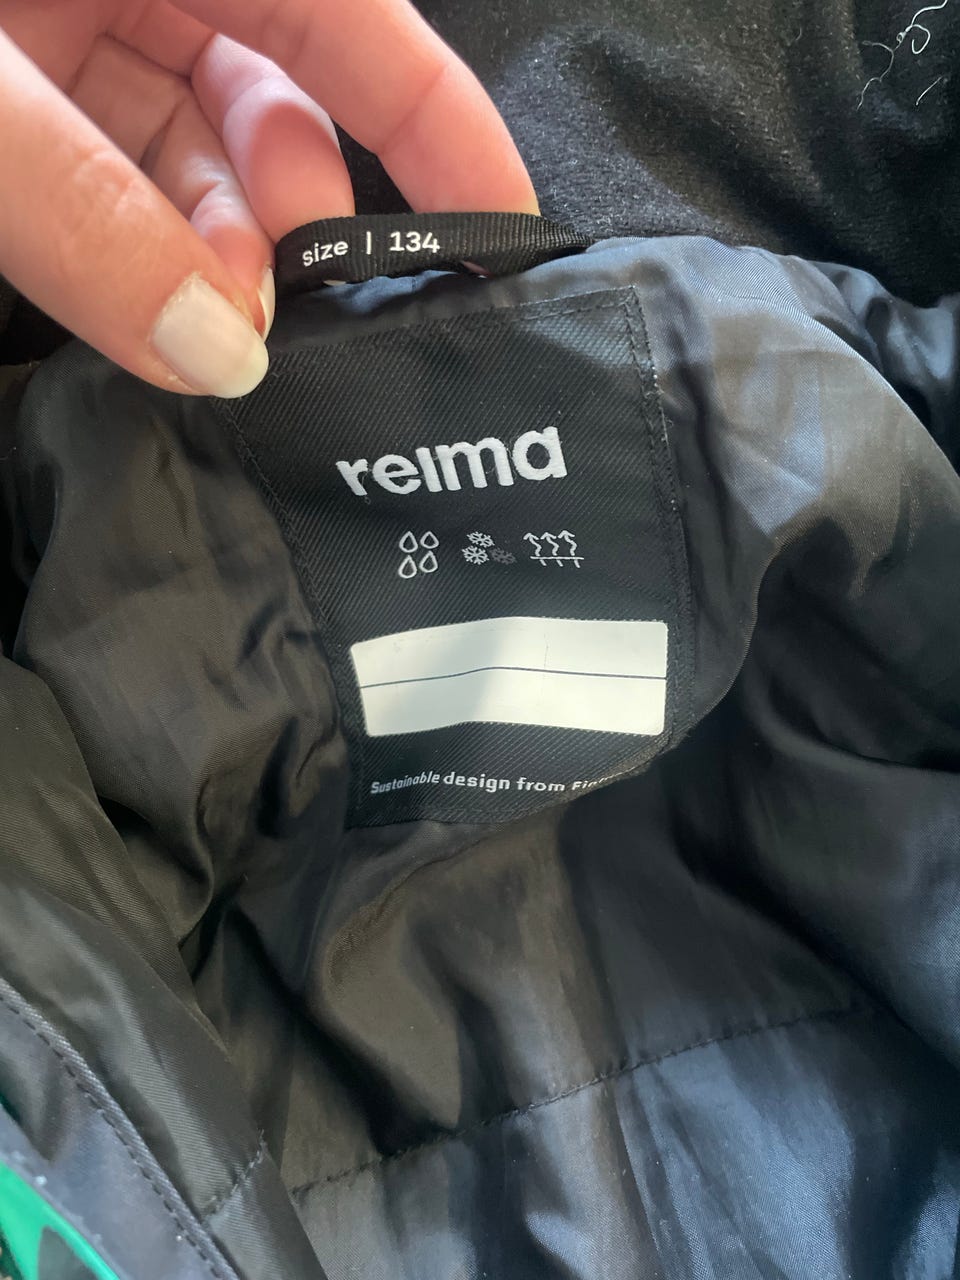 size | 134
reima
Sustainable design from